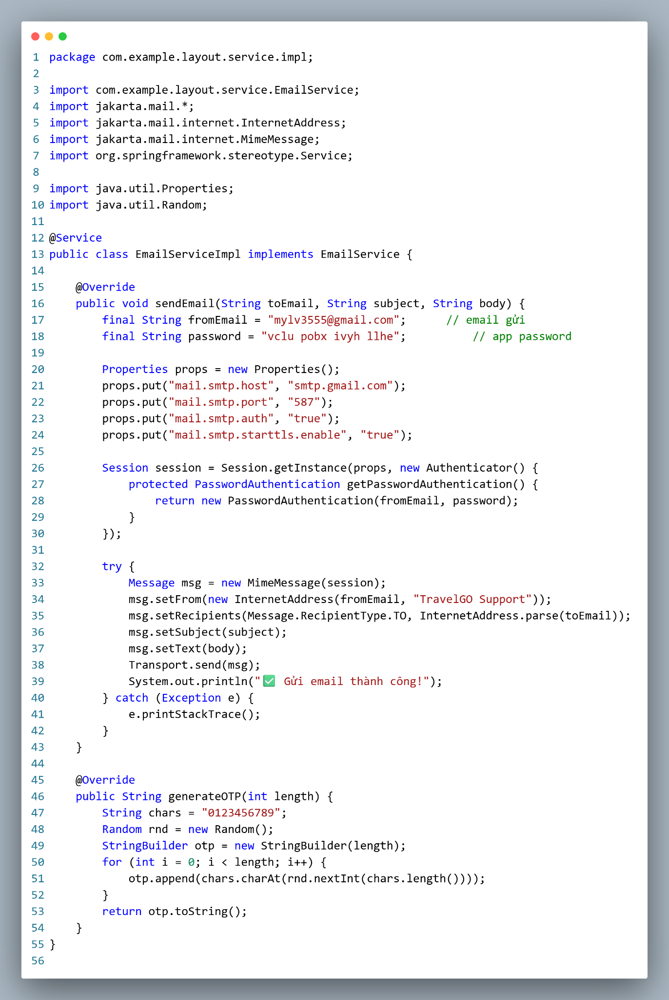 1 package com.example.layout.service.impl;
2
3 import com.example.layout.service.EmailService;
4 import jakarta.mail.*;
5 import jakarta.mail.internet.InternetAddress;
6 import jakarta.mail.internet.MimeMessage;
7 import org.springframework.stereotype.Service;
8
9 import java.util.Properties;
10 import java.util.Random;
11
12 @Service
13 public class EmailServiceImpl implements EmailService {
14
15     @Override
16     public void sendEmail(String toEmail, String subject, String body) {
17         final String fromEmail = "mylv3555@gmail.com";      // email gửi
18         final String password = "vclu pobx ivyh llhe";          // app password
19
20         Properties props = new Properties();
21         props.put("mail.smtp.host", "smtp.gmail.com");
22         props.put("mail.smtp.port", "587");
23         props.put("mail.smtp.auth", "true");
24         props.put("mail.smtp.starttls.enable", "true");
25
26         Session session = Session.getInstance(props, new Authenticator() {
27             protected PasswordAuthentication getPasswordAuthentication() {
28                 return new PasswordAuthentication(fromEmail, password);
29             }
30         });
31
32         try {
33             Message msg = new MimeMessage(session);
34             msg.setFrom(new InternetAddress(fromEmail, "TravelGO Support"));
35             msg.setRecipients(Message.RecipientType.TO, InternetAddress.parse(toEmail));
36             msg.setSubject(subject);
37             msg.setText(body);
38             Transport.send(msg);
39             System.out.println("✅ Gửi email thành công!");
40         } catch (Exception e) {
41             e.printStackTrace();
42         }
43     }
44
45     @Override
46     public String generateOTP(int length) {
47         String chars = "0123456789";
48         Random rnd = new Random();
49         StringBuilder otp = new StringBuilder(length);
50         for (int i = 0; i < length; i++) {
51             otp.append(chars.charAt(rnd.nextInt(chars.length())));
52         }
53         return otp.toString();
54     }
55 }
56